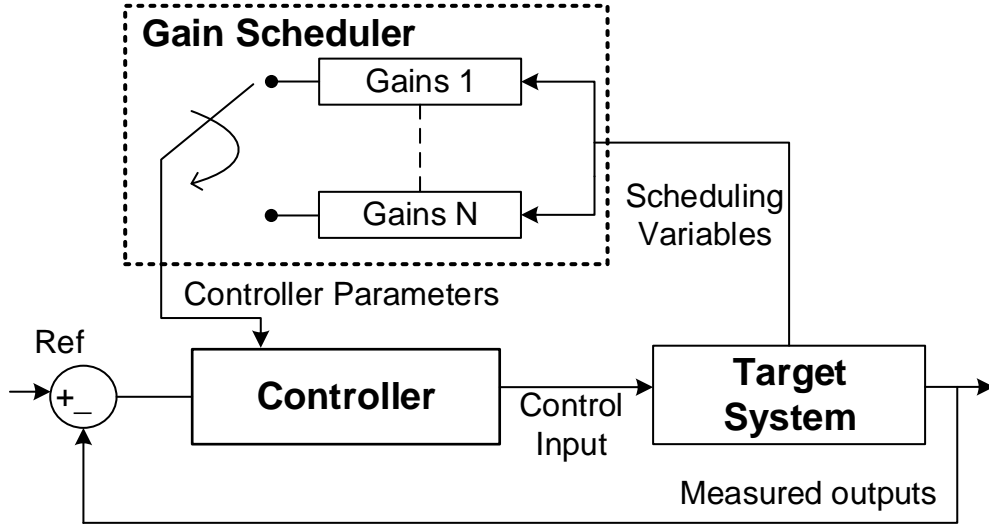 Gain Scheduler
Gains 1
Gains N
Scheduling
Variables
Controller Parameters
Ref
+
_
Controller
Control
Input
Target
System
Measured outputs